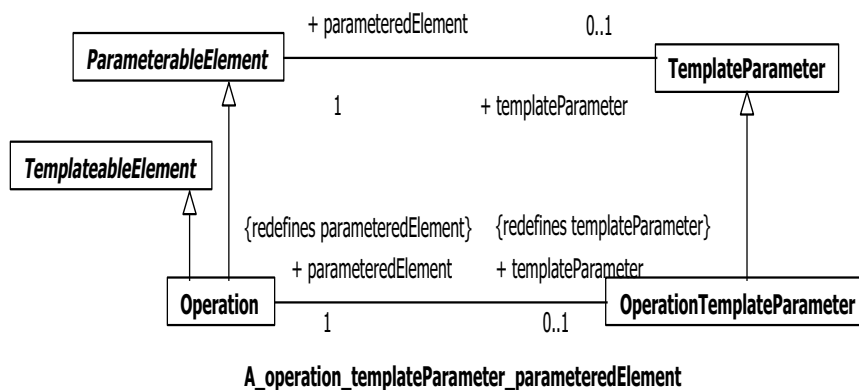 + parameteredElement 0..1
ParameterableElement
TemplateParameter
1 + templateParameter
TemplateableElement
{redefines parameteredElement} {redefines templateParameter}
+ parameteredElement + templateParameter
Operation
OperationTemplateParameter
1 0..1
A_operation_templateParameter_parameteredElement